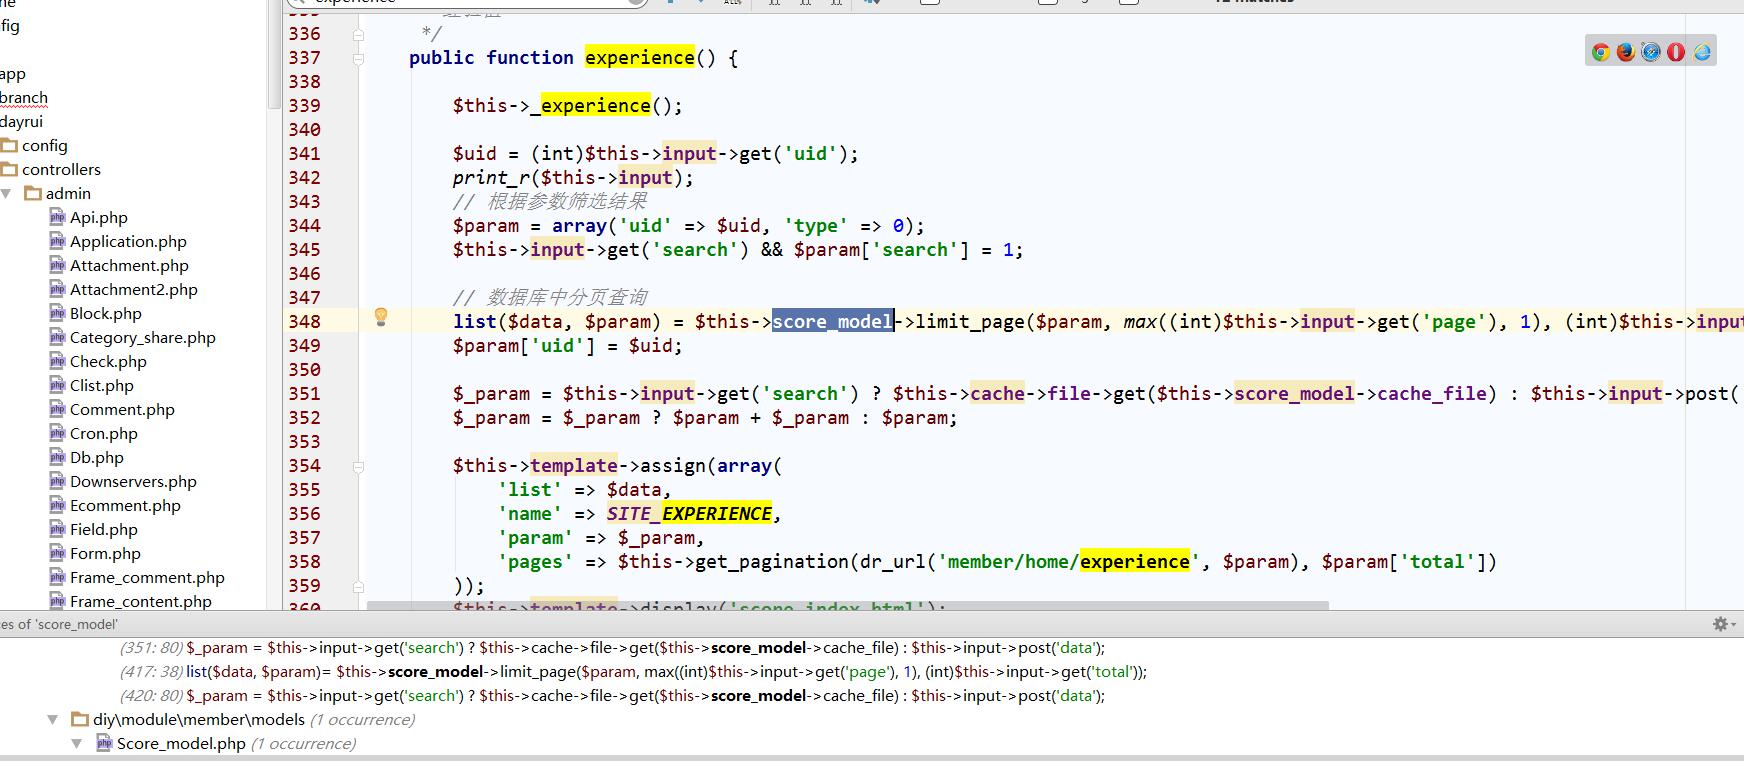 fig
app
branch
dayrui
config
controllers
admin
Api.php
Application.php
Attachment.php
Attachment2.php
Block.php
Category_share.php
Check.php
Clist.php
Comment.php
Cron.php
Db.php
Downservers.php
Ecomment.php
Field.php
Form.php
Frame_comment.php
Frame_content.php
336 */
337 public function experience() {
338
339 $this->_experience();
340
341 $uid = (int)$this->input->get('uid');
342 print_r($this->input);
343 // 根据参数筛选结果
344 $param = array('uid' => $uid, 'type' => 0);
345 $this->input->get('search') && $param['search'] = 1;
346
347 // 数据库中分页查询
348 list($data, $param) = $this->score_model->limit_page($param, max((int)$this->input->get('page'), 1), (int)$this->input
349 $param['uid'] = $uid;
350
351 $_param = $this->input->get('search') ? $this->cache->file->get($this->score_model->cache_file) : $this->input->post(
352 $_param = $_param ? $param + $_param : $param;
353
354 $this->template->assign(array(
355 'list' => $data,
356 'name' => SITE_EXPERIENCE,
357 'param' => $_param,
358 'pages' => $this->get_pagination(dr_url('member/home/experience', $param), $param['total'])
359 ));
360 $this->template->display('score_index.html');
es of 'score_model'
(351: 80) $_param = $this->input->get('search') ? $this->cache->file->get($this->score_model->cache_file) : $this->input->post('data');
(417: 38) list($data, $param)= $this->score_model->limit_page($param, max((int)$this->input->get('page'), 1), (int)$this->input->get('total'));
(420: 80) $_param = $this->input->get('search') ? $this->cache->file->get($this->score_model->cache_file) : $this->input->post('data');
diy\module\member\models (1 occurrence)
Score_model.php (1 occurrence)